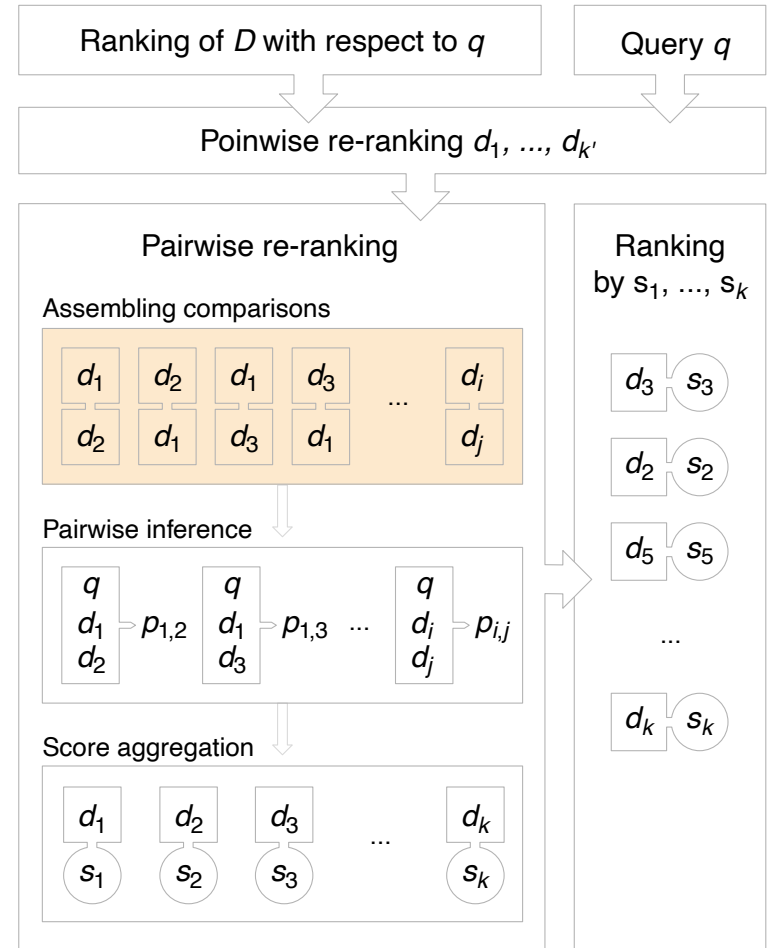 Ranking of D with respect to q
Query q
Poinwise re-ranking d1, ..., dk'
Pairwise re-ranking
Assembling comparisons
d1 d2 d1 d3 ... di
d2 d1 d3 d1 dj
Pairwise inference
q q q
d1 p1,2 d1 p1,3 ... di pi,j
d2 d3 dj
Score aggregation
d1 d2 d3 ... dk
s1 s2 s3 sk
Ranking
by s1, ..., sk
d3 s3
d2 s2
d5 s5
...
dk sk